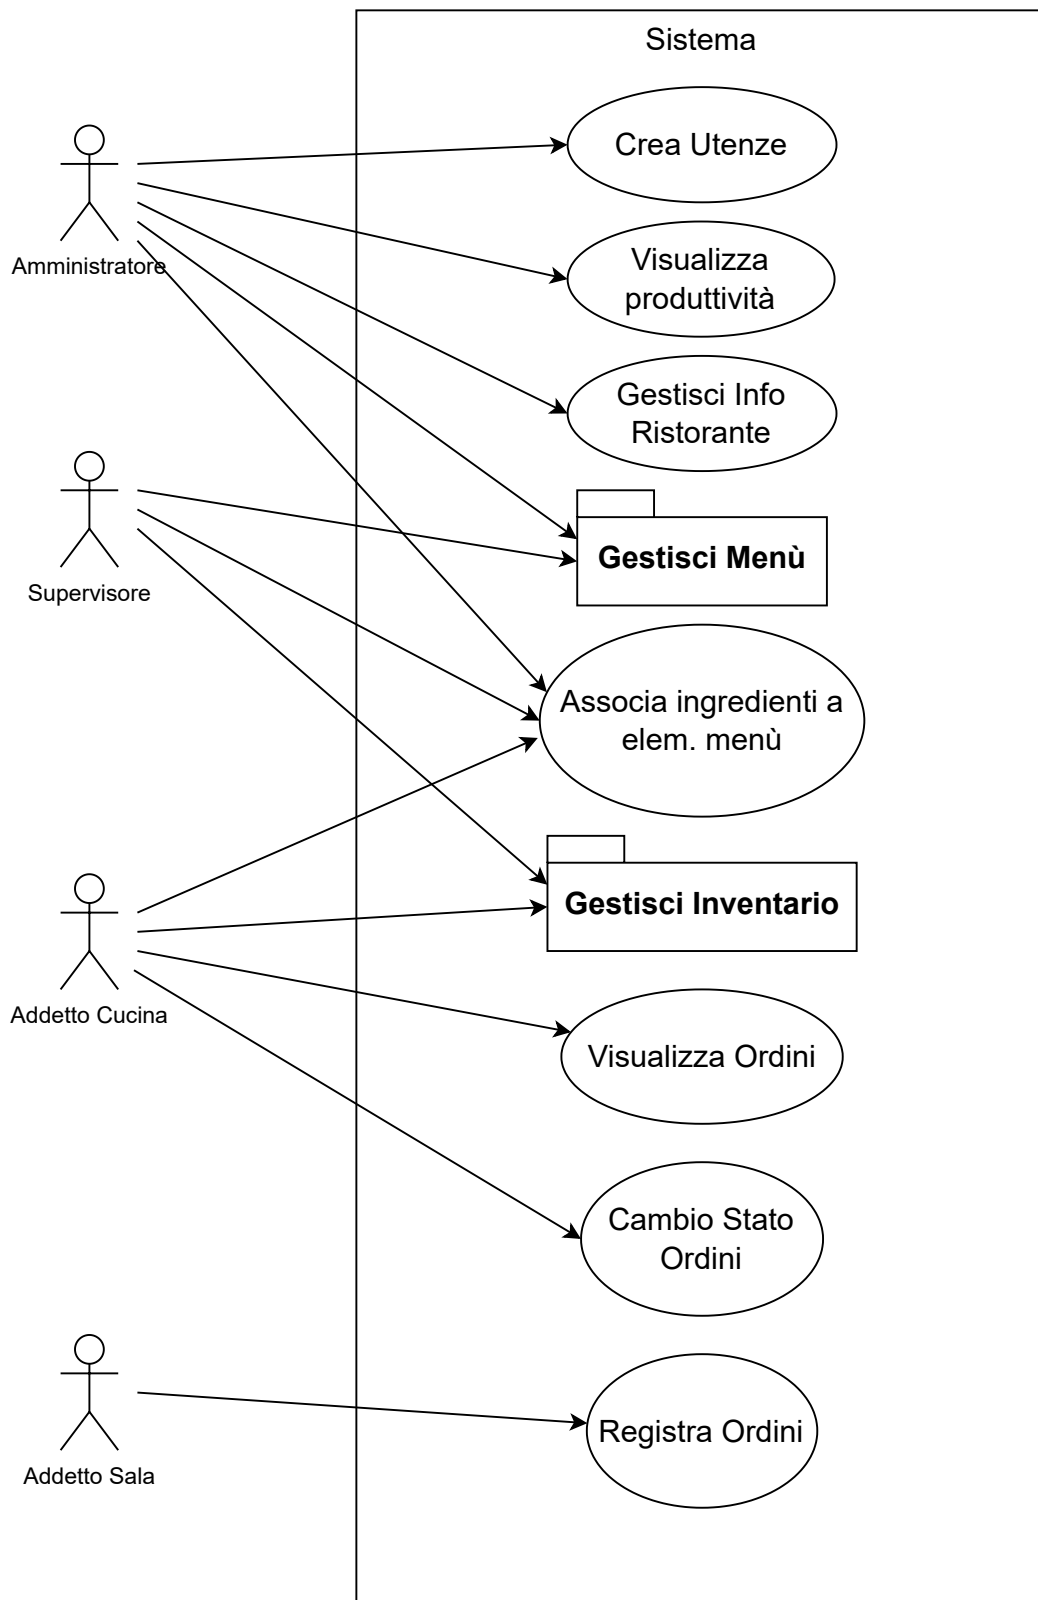 Sistema
Crea Utenze
Amministratore
Visualizza
produttività
Gestisci Info
Ristorante
Supervisore
Gestisci Menù
Associa ingredienti a
elem. menù
Gestisci Inventario
Addetto Cucina
Visualizza Ordini
Cambio Stato
Ordini
Addetto Sala
Registra Ordini